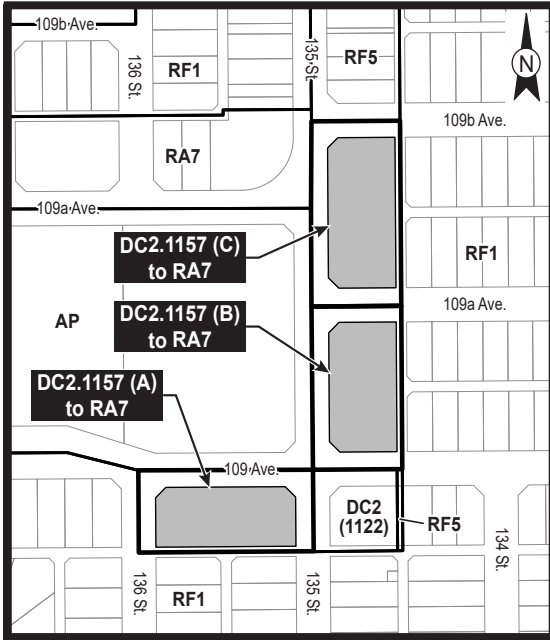 109b Ave.
136 St.
RF1
135 St.
RF5
N
109b Ave.
RA7
109a Ave.
DC2.1157 (C)
to RA7
RF1
109a Ave.
AP
DC2.1157 (B)
to RA7
DC2.1157 (A)
to RA7
109 Ave.
DC2
(1122)
RF5
134 St.
136 St.
RF1
135 St.